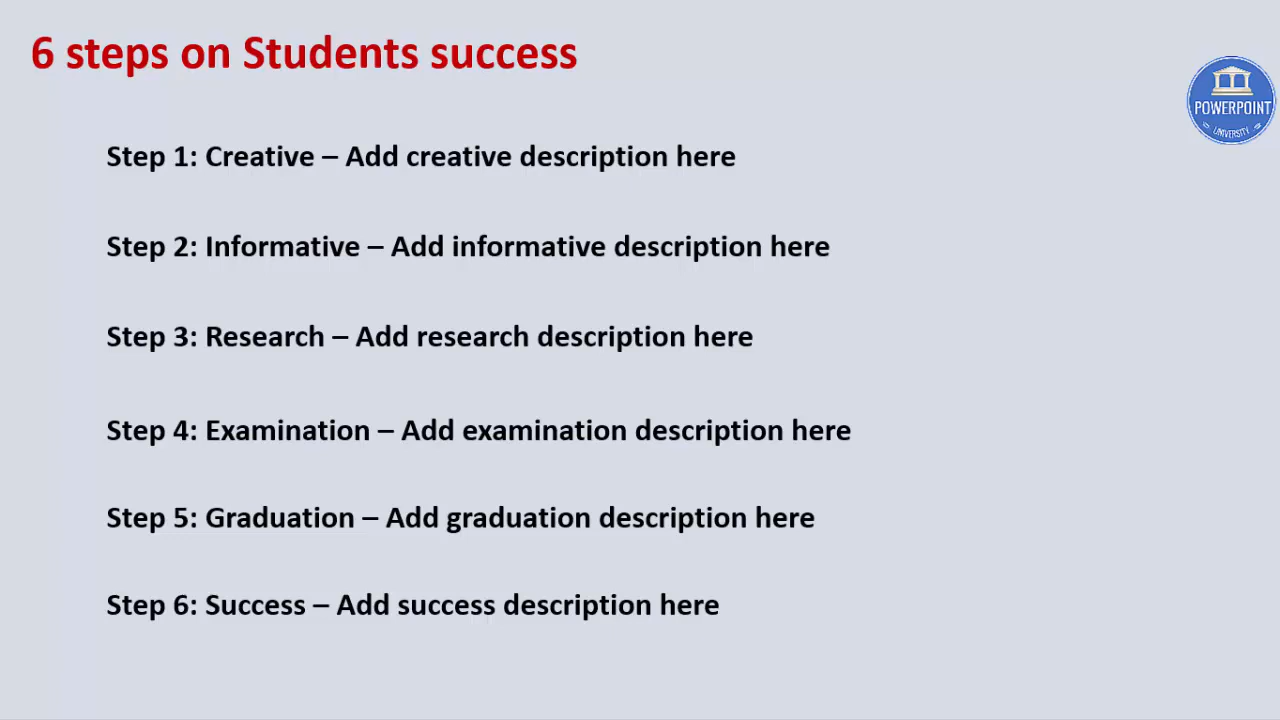 6 steps on Students success
POWERPOINT
UNIVERSITY
Step 1: Creative – Add creative description here
Step 2: Informative – Add informative description here
Step 3: Research – Add research description here
Step 4: Examination – Add examination description here
Step 5: Graduation – Add graduation description here
Step 6: Success – Add success description here